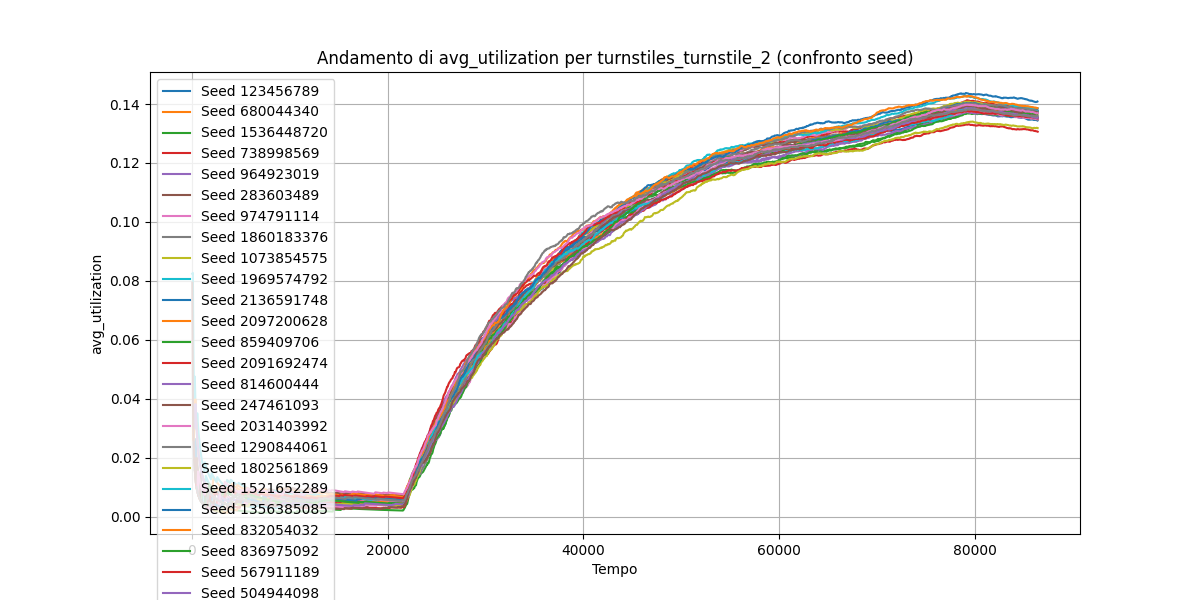 Andamento di avg_utilization per turnstiles_turnstile_2 (confronto seed)
avg_utilization
0.14
0.12
0.10
0.08
0.06
0.04
0.02
0.00
Seed 123456789
Seed 680044340
Seed 1536448720
Seed 738998569
Seed 964923019
Seed 283603489
Seed 974791114
Seed 1860183376
Seed 1073854575
Seed 1969574792
Seed 2136591748
Seed 2097200628
Seed 859409706
Seed 2091692474
Seed 814600444
Seed 247461093
Seed 2031403992
Seed 1290844061
Seed 1802561869
Seed 1521652289
Seed 1356385085
Seed 832054032
Seed 836975092
Seed 567911189
Seed 504944098
0 20000 40000 60000 80000
Tempo